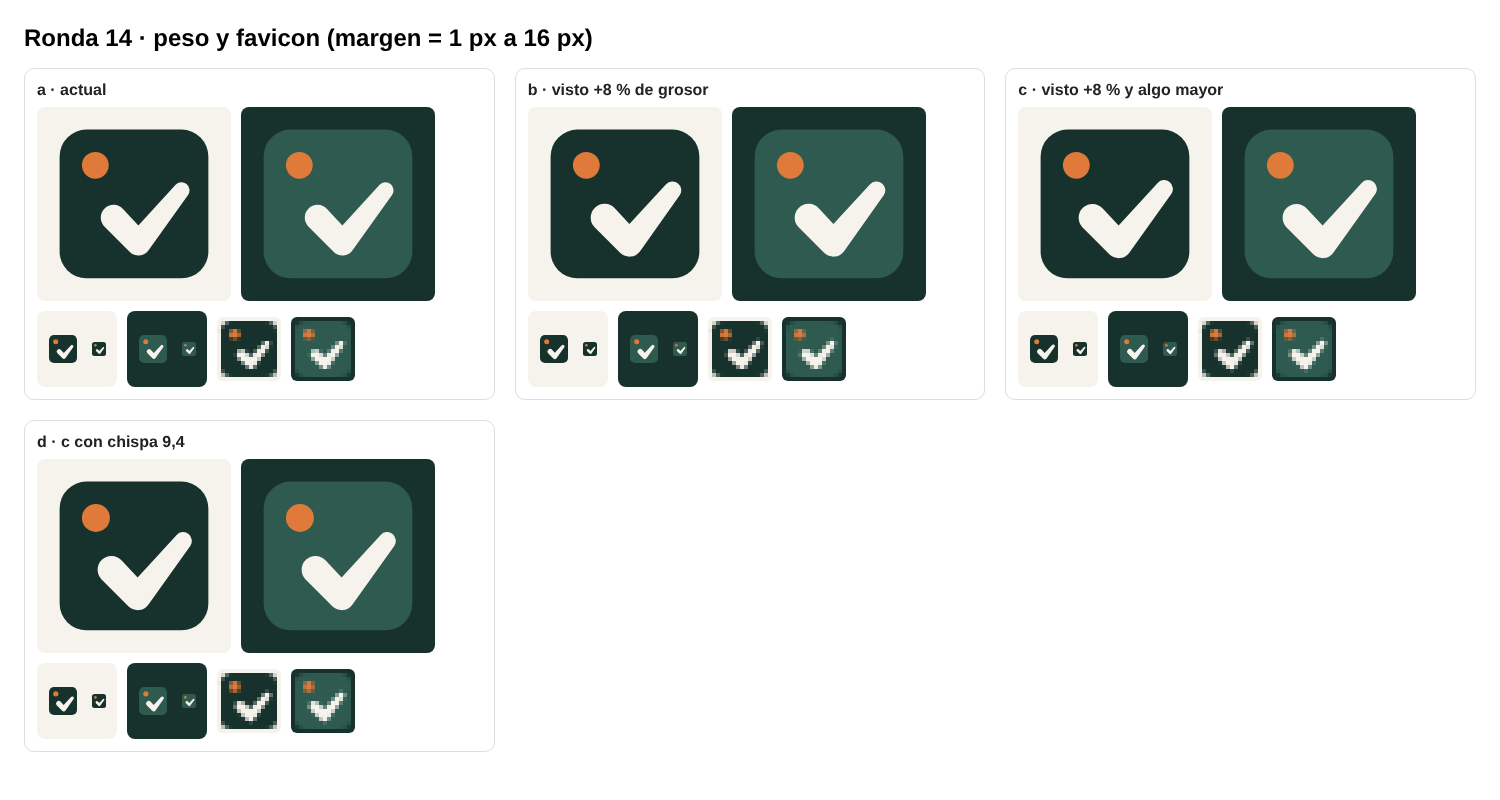 Ronda 14 · peso y favicon (margen = 1 px a 16 px)
a · actual
b · visto +8 % de grosor
c · visto +8 % y algo mayor
d · c con chispa 9,4